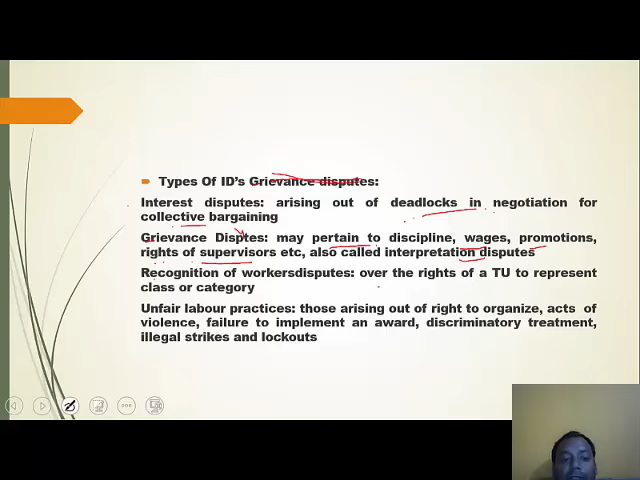 Types Of ID's Grievance disputes:
Interest disputes: arising out of deadlocks in negotiation for
collective bargaining
Grievance Disptes: may pertain to discipline, wages, promotions,
rights of supervisors etc, also called interpretation disputes
Recognition of workersdisputes: over the rights of a TU to represent
class or category
Unfair labour practices: those arising out of right to organize, acts of
violence, failure to implement an award, discriminatory treatment,
illegal strikes and lockouts